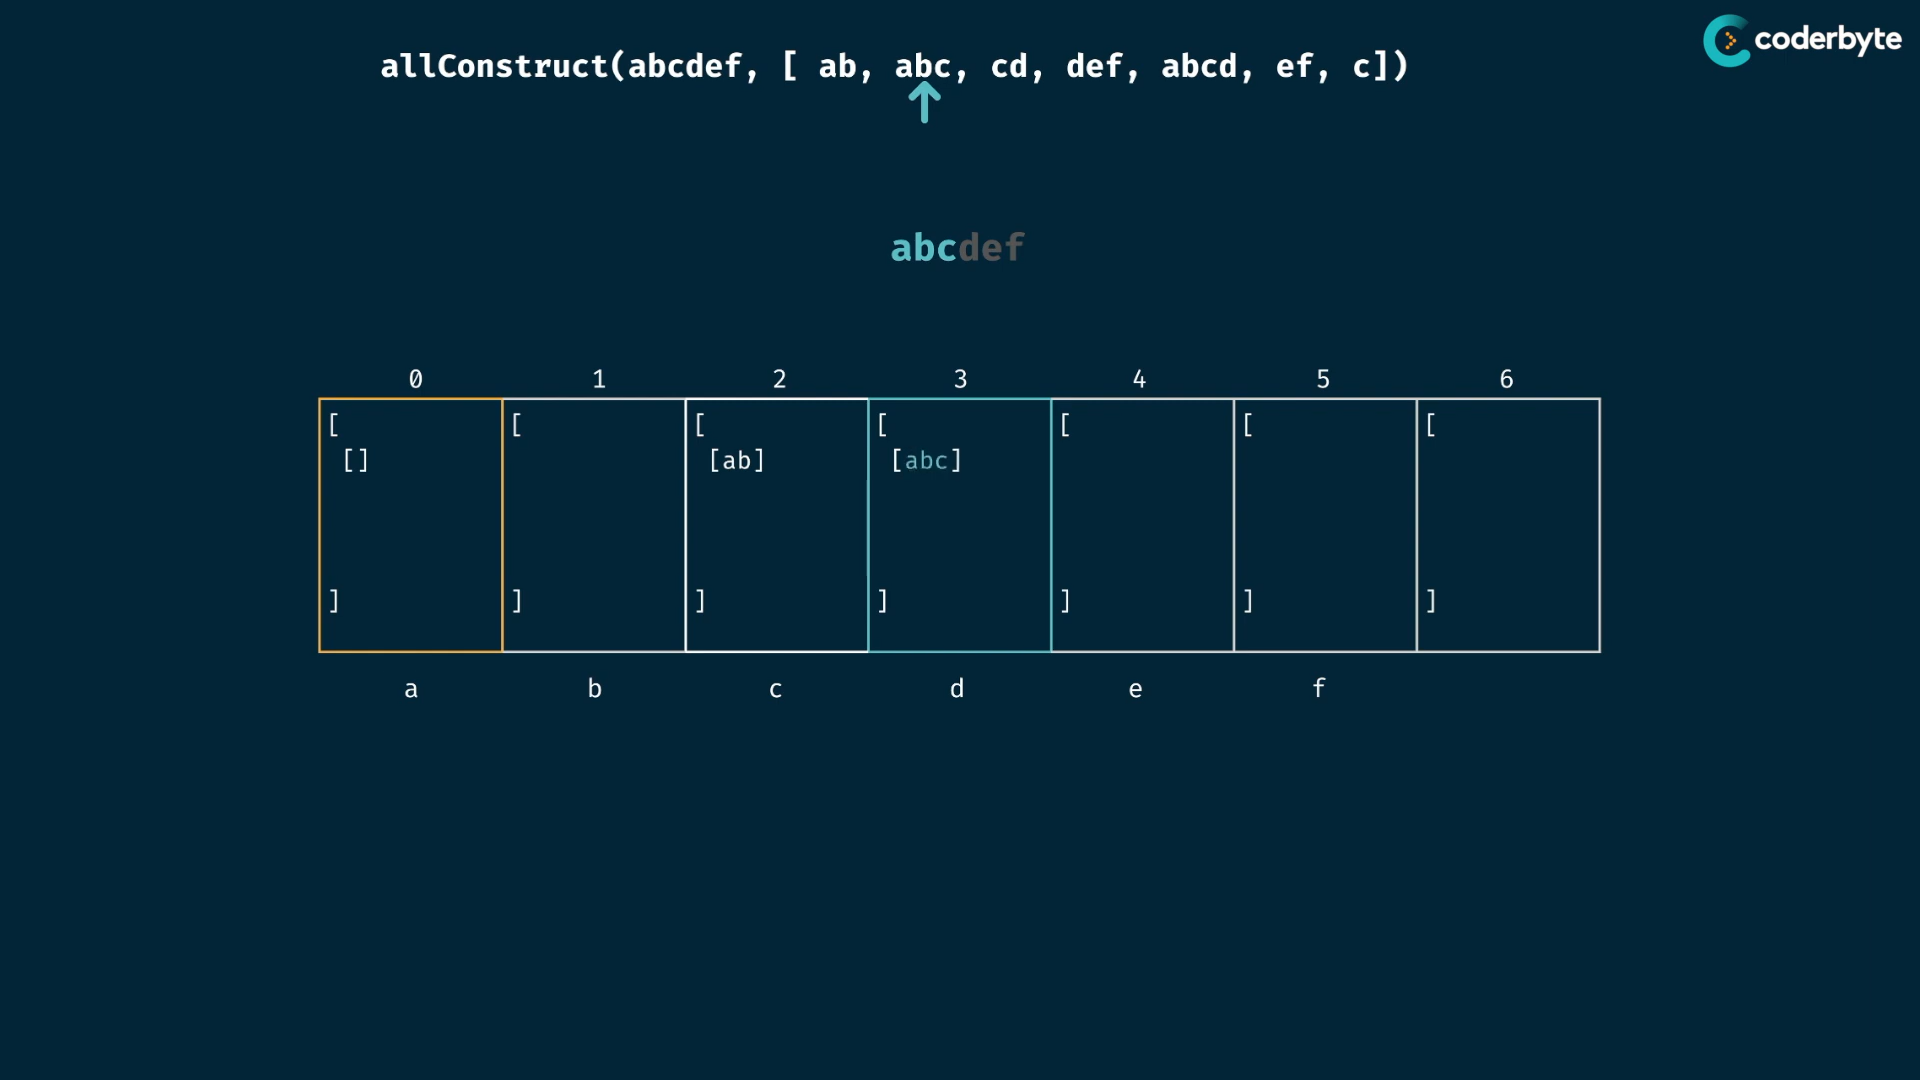 coderbyte
allConstruct(abcdef, [ ab, abc, cd, def, abcd, ef, c])
abcdef
0 1 2 3 4 5 6
[ [ [ [ [ [ [
[] [ab] [abc]
] ] ] ] ] ] ]
a b c d e f